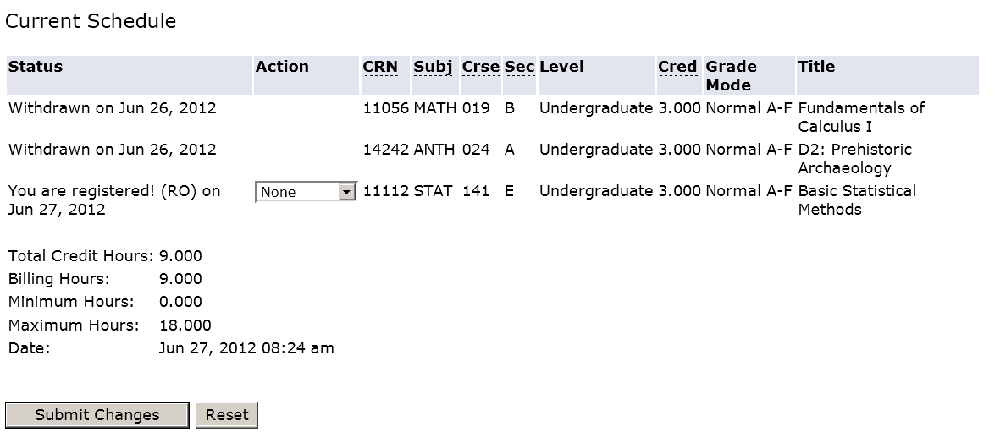 Current Schedule
Status Action CRN Subj Crse Sec Level Cred Grade Mode Title
Withdrawn on Jun 26, 2012 11056 MATH 019 B Undergraduate 3.000 Normal A-F Fundamentals of
Calculus I
Withdrawn on Jun 26, 2012 14242 ANTH 024 A Undergraduate 3.000 Normal A-F D2: Prehistoric
Archaeology
You are registered! (RO) on None 11112 STAT 141 E Undergraduate 3.000 Normal A-F Basic Statistical
Jun 27, 2012 Methods
Total Credit Hours: 9.000
Billing Hours: 9.000
Minimum Hours: 0.000
Maximum Hours: 18.000
Date: Jun 27, 2012 08:24 am
Submit Changes Reset